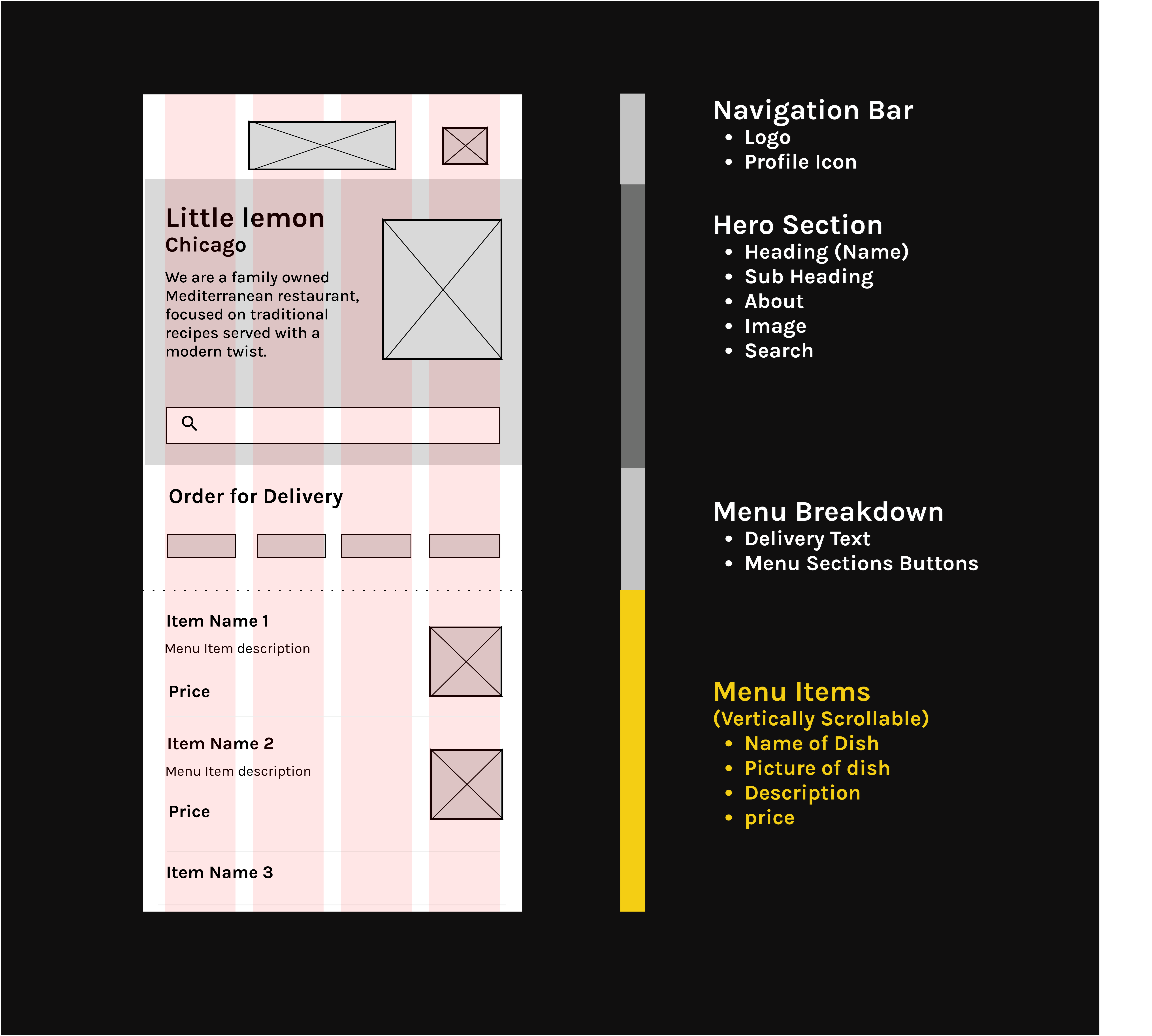 Little lemon
Chicago
We are a family owned
Mediterranean restaurant,
focused on traditional
recipes served with a
modern twist.
Order for Delivery
Item Name 1
Menu Item description
Price
Item Name 2
Menu Item description
Price
Item Name 3
Navigation Bar
• Logo
• Profile Icon
Hero Section
• Heading (Name)
• Sub Heading
• About
• Image
• Search
Menu Breakdown
• Delivery Text
• Menu Sections Buttons
Menu Items
(Vertically Scrollable)
• Name of Dish
• Picture of dish
• Description
• price